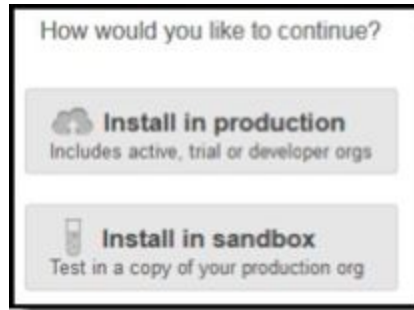 How would you like to continue?
Install in production
Includes active, trial or developer orgs
Install in sandbox
Test in a copy of your production org